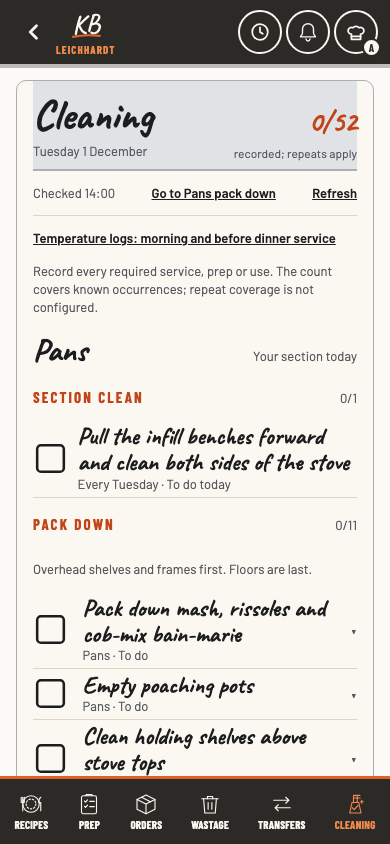 KB
LEICHHARDT
A
Cleaning
0/52
Tuesday 1 December
recorded; repeats apply
Checked 14:00
Go to Pans pack down
Refresh
Temperature logs: morning and before dinner service
Record every required service, prep or use. The count
covers known occurrences; repeat coverage is not
configured.
Pans
Your section today
SECTION CLEAN
0/1
Pull the infill benches forward
and clean both sides of the stove
Every Tuesday · To do today
PACK DOWN
0/11
Overhead shelves and frames first. Floors are last.
Pack down mash, rissoles and
cob-mix bain-marie
Pans · To do
Empty poaching pots
Pans · To do
Clean holding shelves above
stove tops
RECIPES
PREP
ORDERS
WASTAGE
TRANSFERS
CLEANING